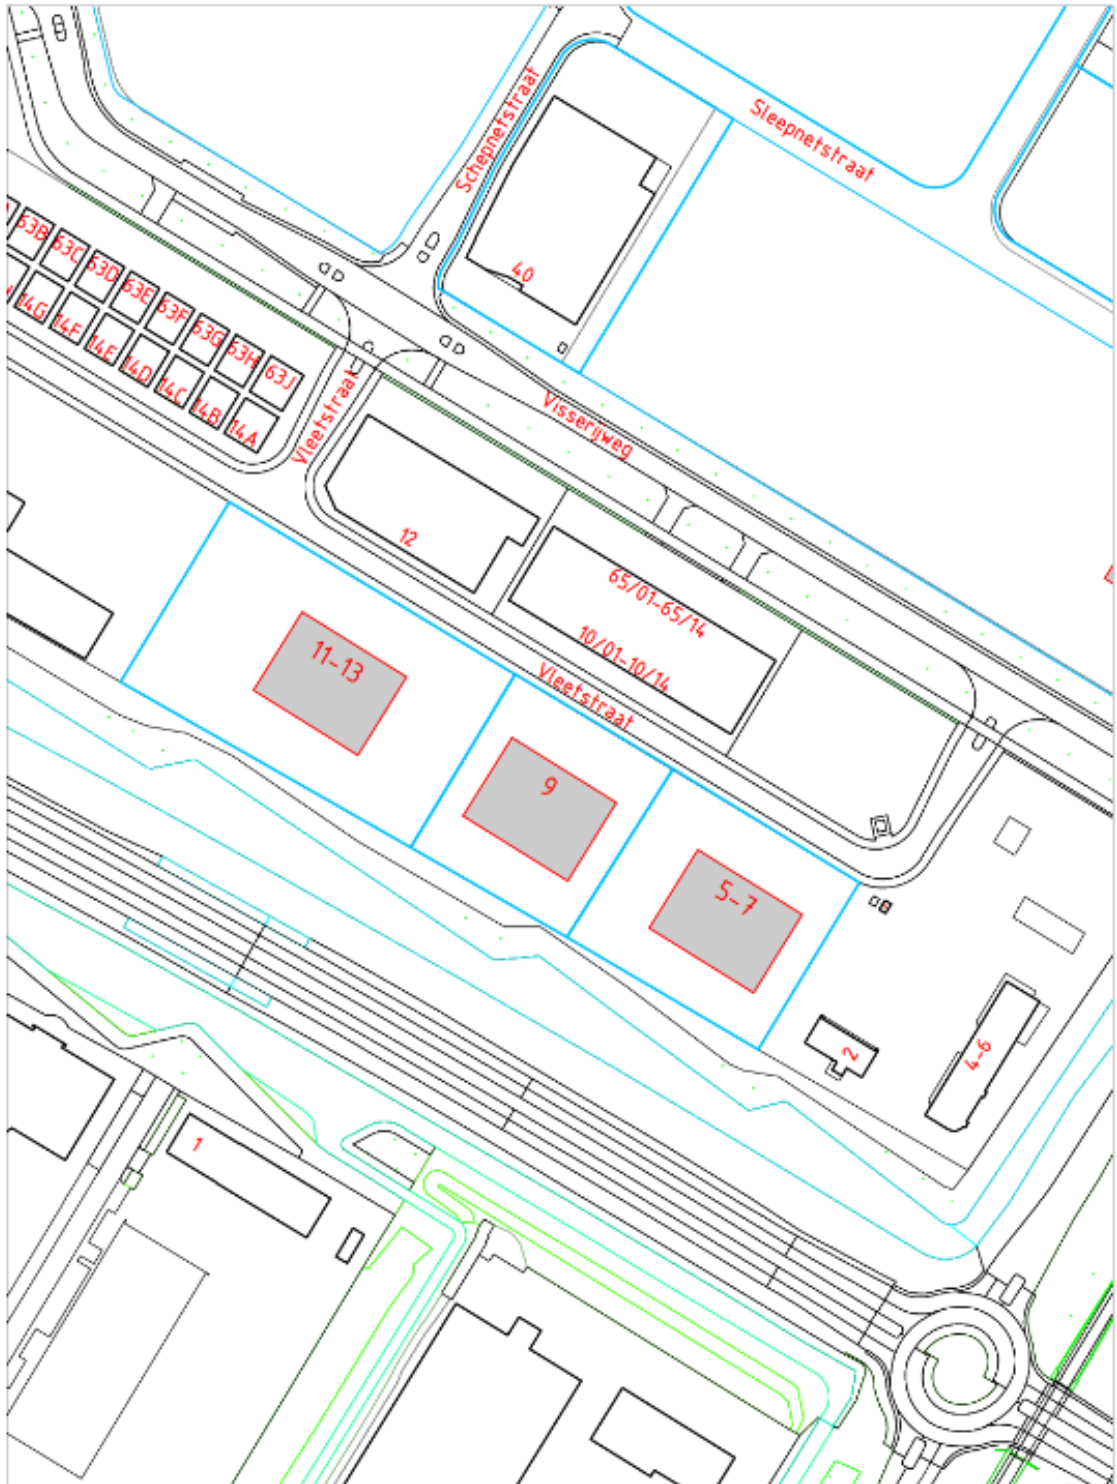 Schepnetstraat
Sleepnetstraat
40
63B
63C
63D
63E
63F
63G
63H
63J
14G
14F
14E
14D
14C
14B
14A
Vleetstraat
Visserijweg
12
65/01-65/14
10/01-10/14
Vleetstraat
11-13
9
5-7
2
4-6
1